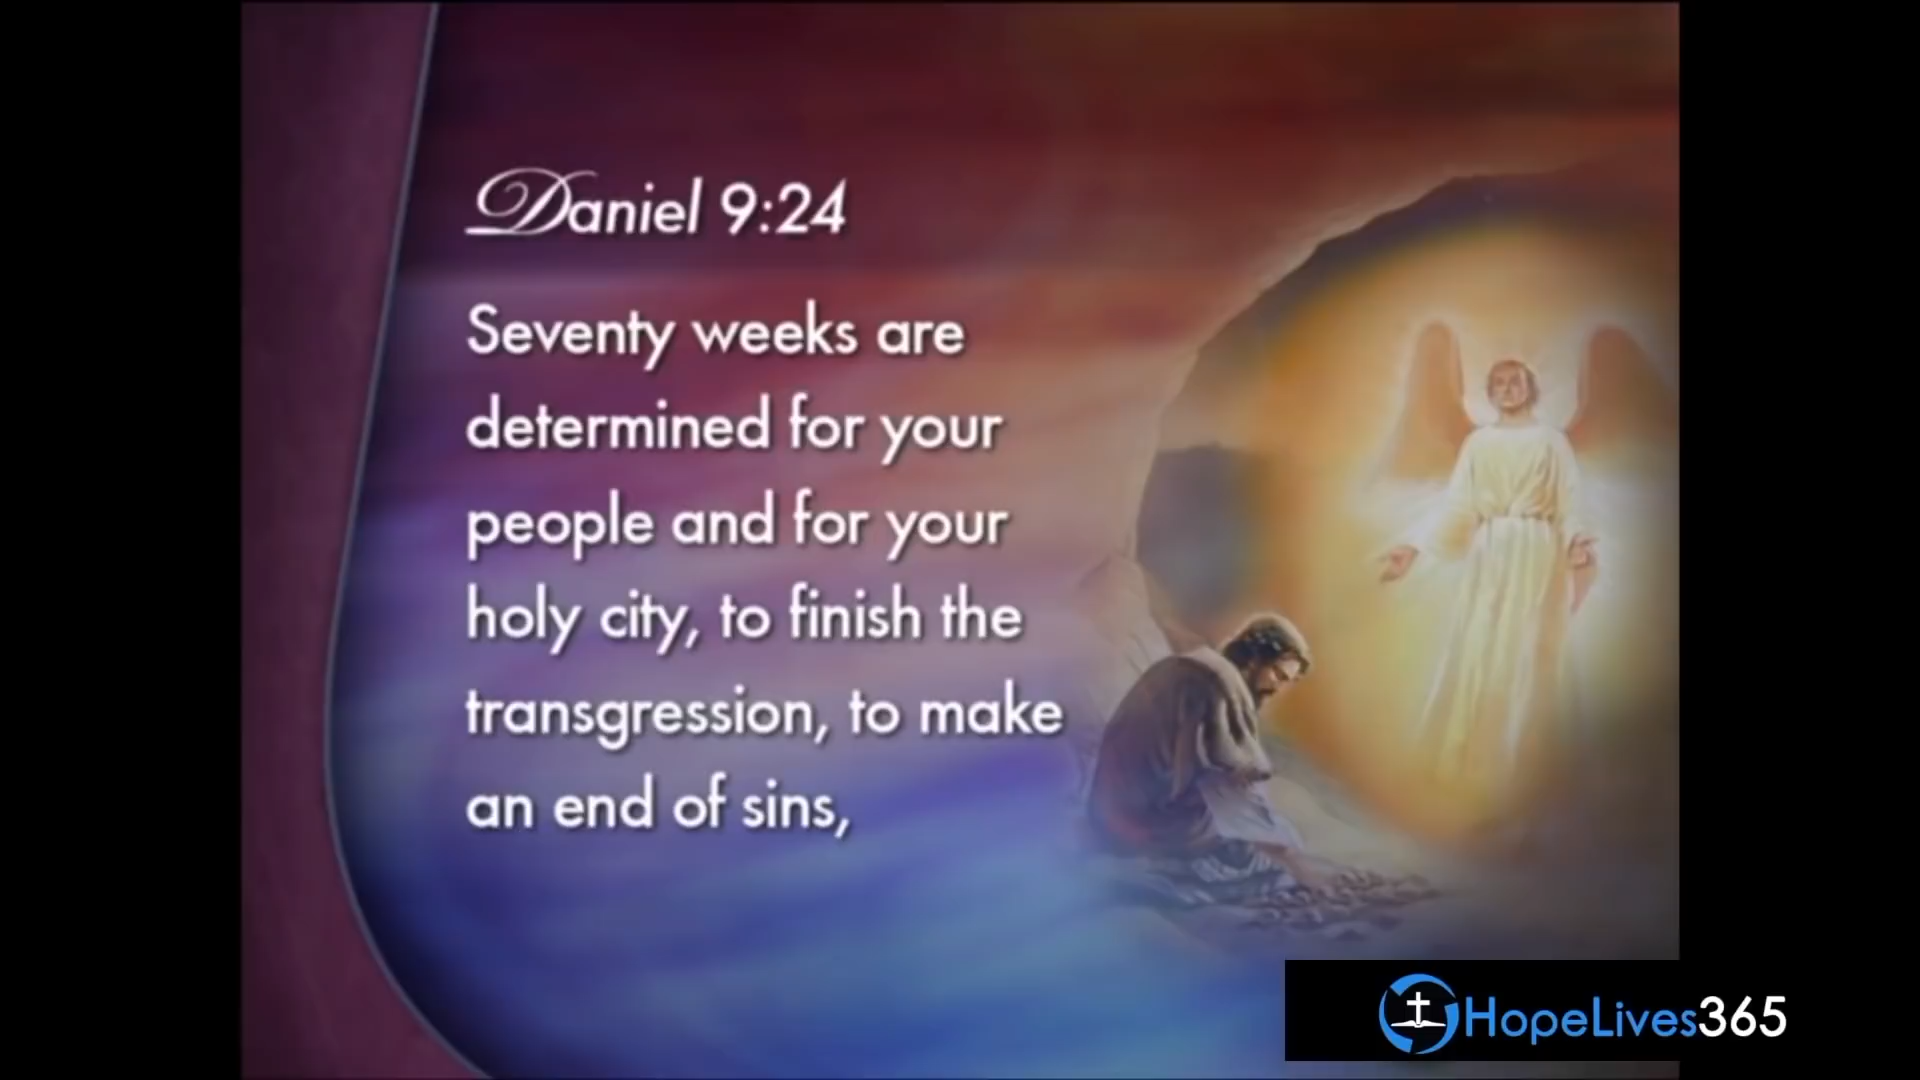 Daniel 9:24
Seventy weeks are
determined for your
people and for your
holy city, to finish the
transgression, to make
an end of sins,
HopeLives365